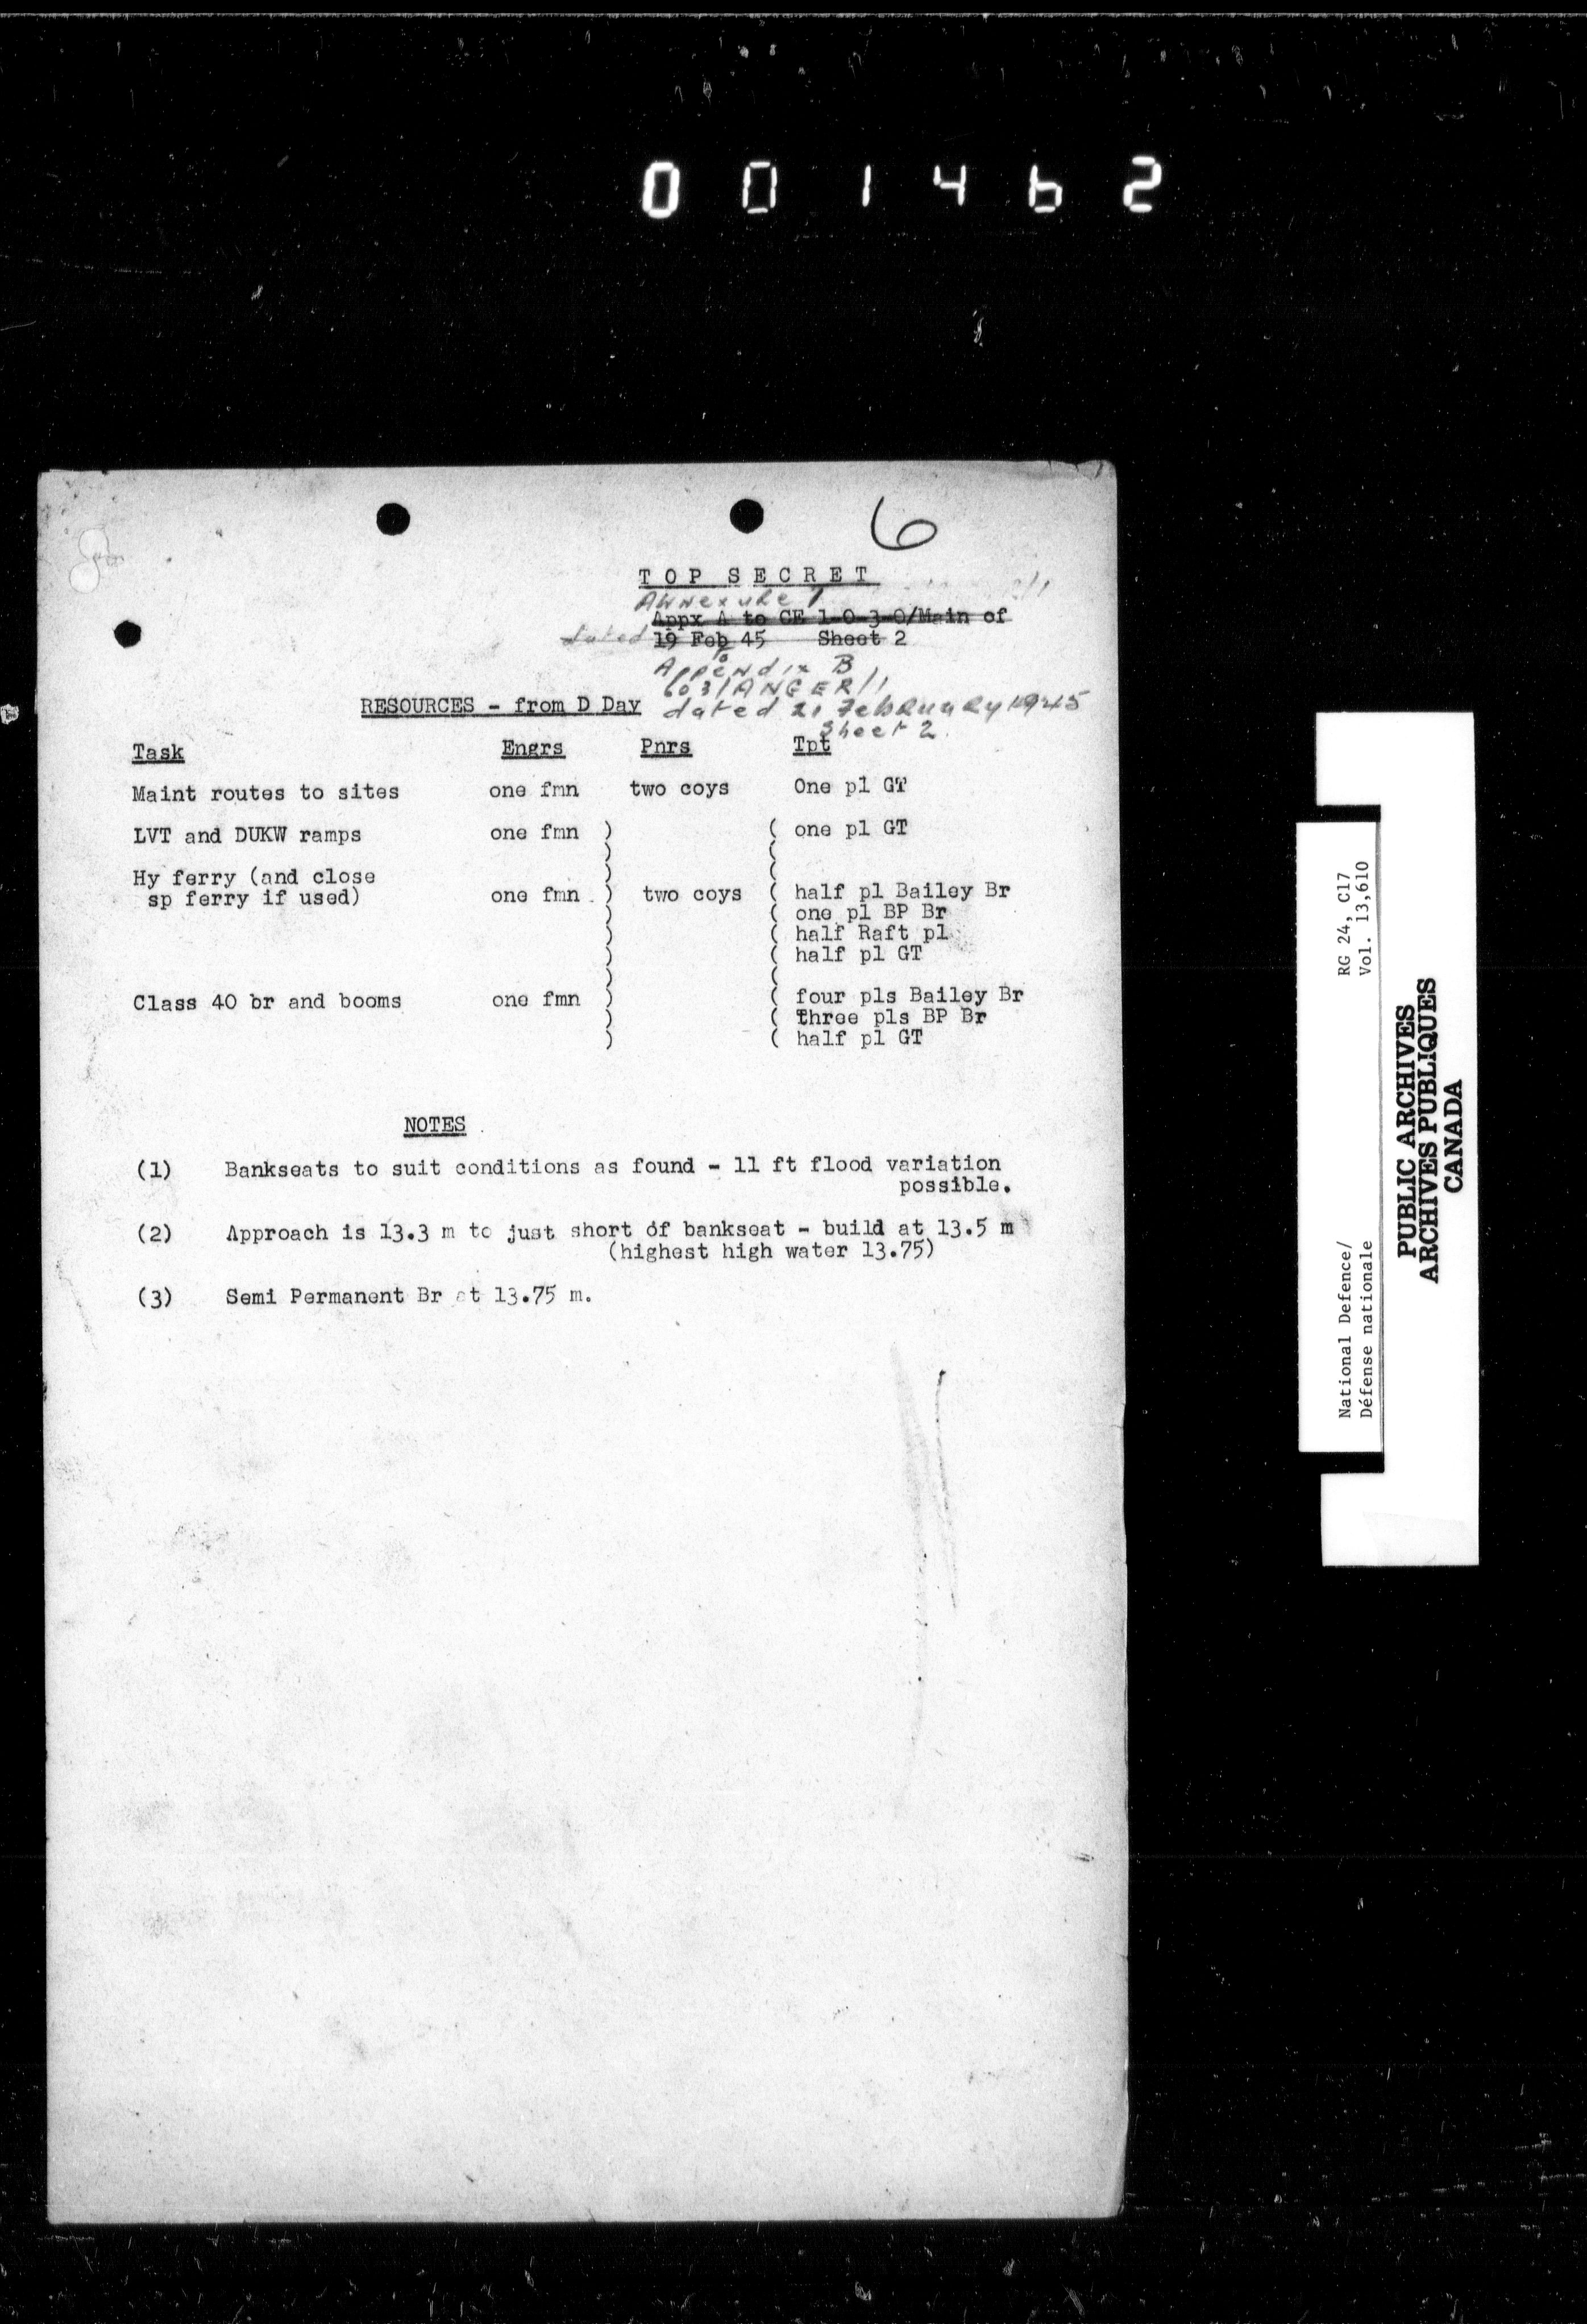 001462
6
TOP SECRET
Annexure 1
Appx A to CE 1-0-3-0/Main of
dated 19 Feb 45 Sheet 2
to
Appendix B
603/ANGER/1
dated 21 February 1945
Sheet 2.
RESOURCES - from D Day
Task Engrs Pnrs Tpt
Maint routes to sites one fmn two coys One pl GT
LVT and DUKW ramps one fmn ) ( one pl GT
) (
Hy ferry (and close ) (
sp ferry if used) one fmn ) two coys ( half pl Bailey Br
) ( one pl BP Br
) ( half Raft pl
) ( half pl GT
) (
Class 40 br and booms one fmn ) ( four pls Bailey Br
) ( three pls BP Br
) ( half pl GT
NOTES
(1) Bankseats to suit conditions as found - 11 ft flood variation
possible.
(2) Approach is 13.3 m to just short of bankseat - build at 13.5 m
(highest high water 13.75)
(3) Semi Permanent Br at 13.75 m.
National Defence/ RG 24, C17
Défense nationale Vol. 13,610
PUBLIC ARCHIVES
ARCHIVES PUBLIQUES
CANADA